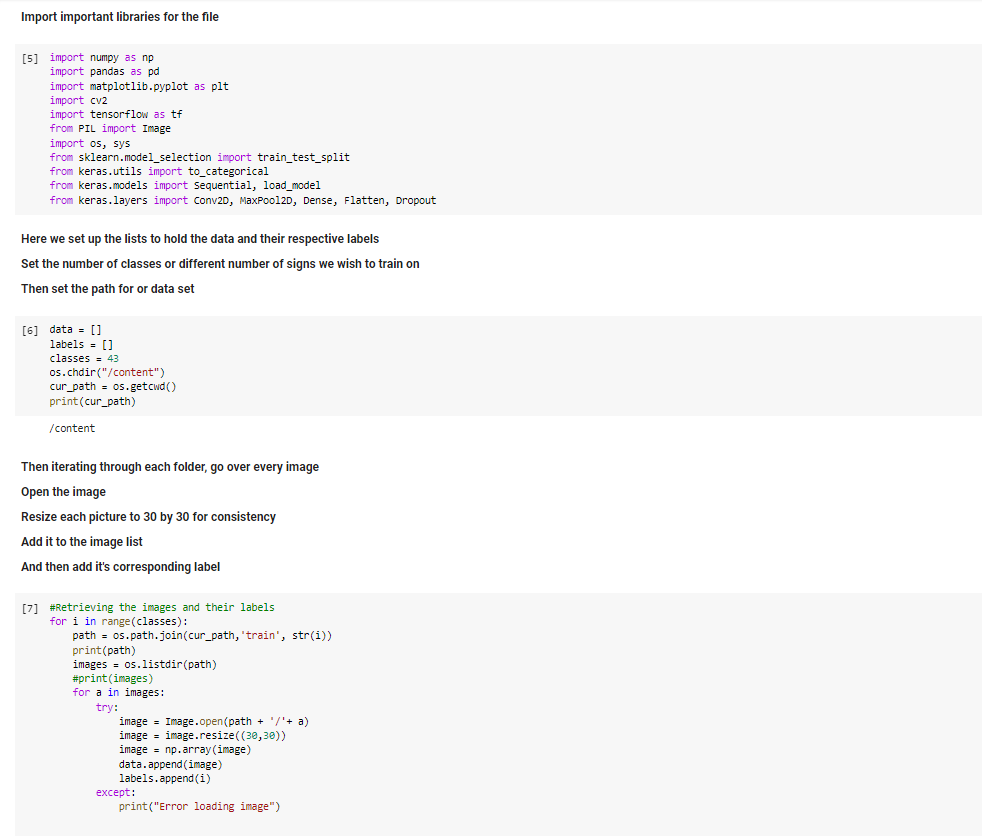 Import important libraries for the file
[5] import numpy as np
import pandas as pd
import matplotlib.pyplot as plt
import cv2
import tensorflow as tf
from PIL import Image
import os, sys
from sklearn.model_selection import train_test_split
from keras.utils import to_categorical
from keras.models import Sequential, load_model
from keras.layers import Conv2D, MaxPool2D, Dense, Flatten, Dropout
Here we set up the lists to hold the data and their respective labels
Set the number of classes or different number of signs we wish to train on
Then set the path for or data set
[6] data = []
labels = []
classes = 43
os.chdir("/content")
cur_path = os.getcwd()
print(cur_path)
/content
Then iterating through each folder, go over every image
Open the image
Resize each picture to 30 by 30 for consistency
Add it to the image list
And then add it's corresponding label
[7] #Retrieving the images and their labels
for i in range(classes):
    path = os.path.join(cur_path,'train', str(i))
    print(path)
    images = os.listdir(path)
    #print(images)
    for a in images:
        try:
            image = Image.open(path + '/'+ a)
            image = image.resize((30,30))
            image = np.array(image)
            data.append(image)
            labels.append(i)
        except:
            print("Error loading image")